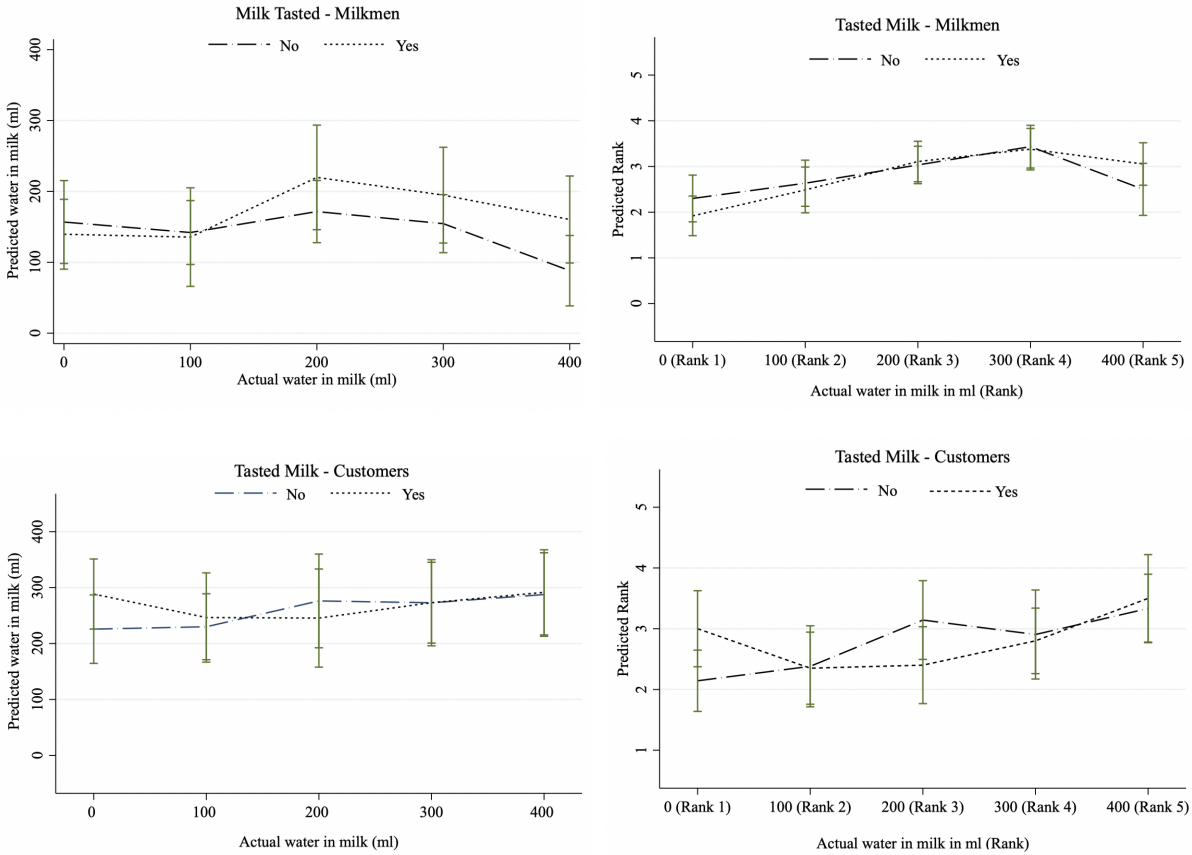 Milk Tasted - Milkmen
No Yes
Predicted water in milk (ml)
400
300
200
100
0
0 100 200 300 400
Actual water in milk (ml)
Tasted Milk - Milkmen
No Yes
Predicted Rank
5
4
3
2
1
0
0 (Rank 1) 100 (Rank 2) 200 (Rank 3) 300 (Rank 4) 400 (Rank 5)
Actual water in milk in ml (Rank)
Tasted Milk - Customers
No Yes
Predicted water in milk (ml)
400
300
200
100
0
0 100 200 300 400
Actual water in milk (ml)
Tasted Milk - Customers
No Yes
Predicted Rank
5
4
3
2
1
0 (Rank 1) 100 (Rank 2) 200 (Rank 3) 300 (Rank 4) 400 (Rank 5)
Actual water in milk in ml (Rank)